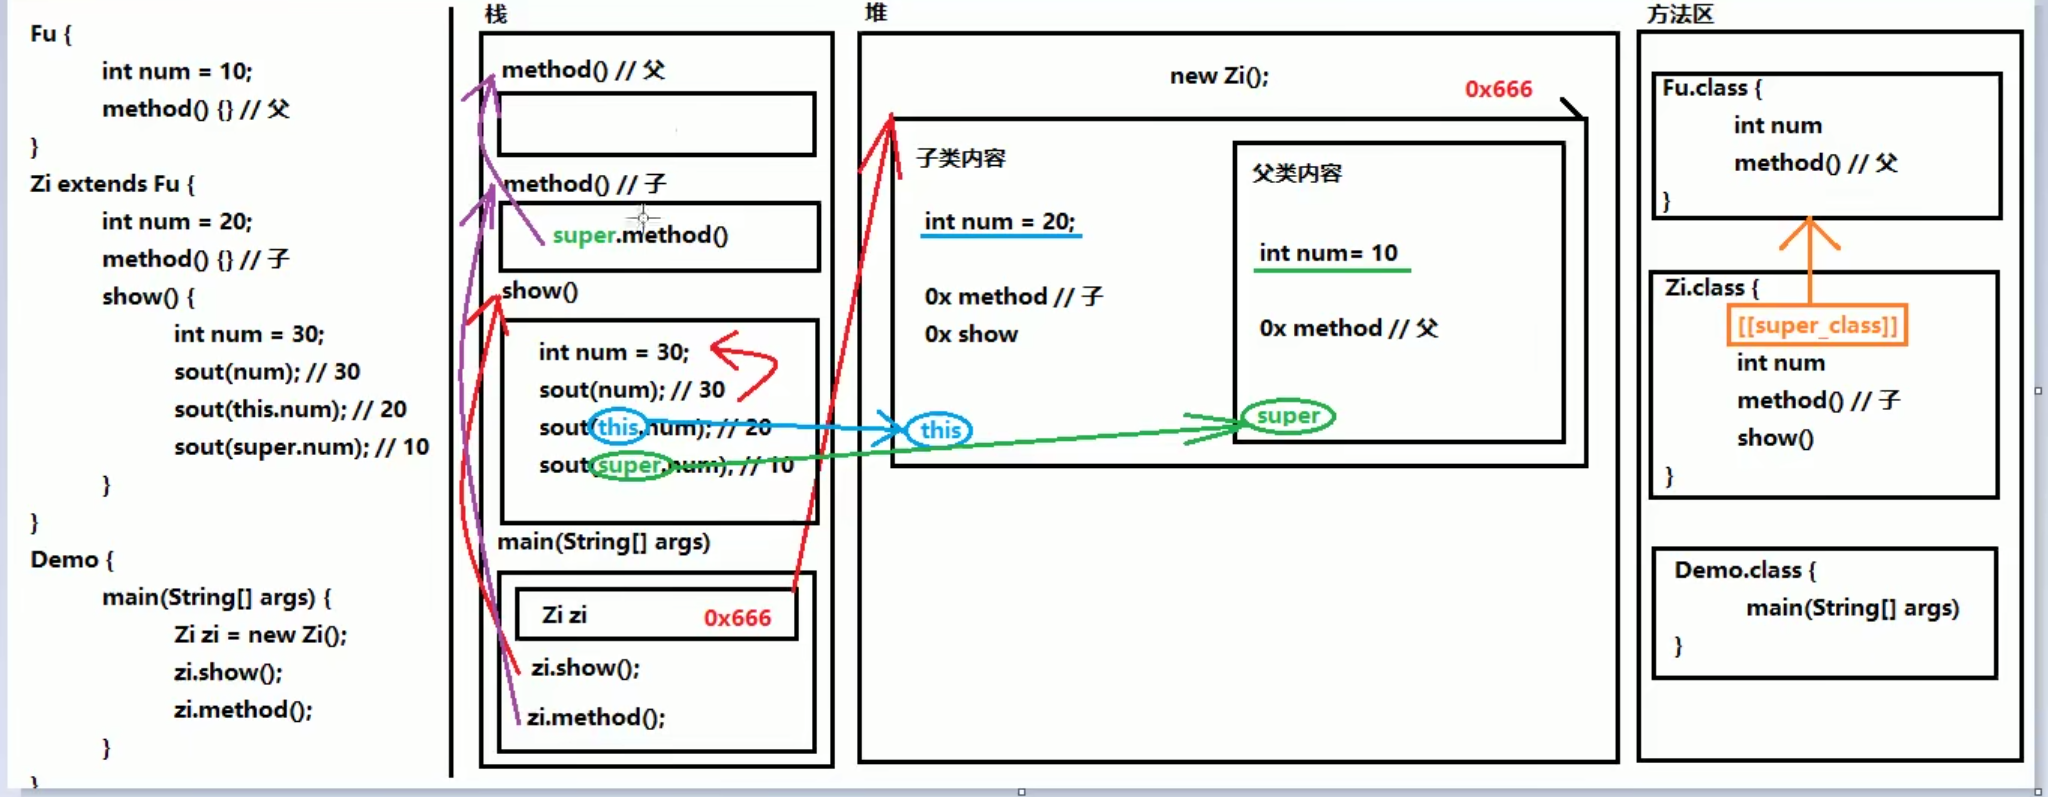 Fu {
int num = 10;
method() {} // 父
}
Zi extends Fu {
int num = 20;
method() {} // 子
show() {
int num = 30;
sout(num); // 30
sout(this.num); // 20
sout(super.num); // 10
}
}
Demo {
main(String[] args) {
Zi zi = new Zi();
zi.show();
zi.method();
}
}
栈
method() // 父
method() // 子
super.method()
show()
int num = 30;
sout(num); // 30
sout(this.num); // 20
sout(super.num); // 10
main(String[] args)
Zi zi 0x666
zi.show();
zi.method();
堆
new Zi();
0x666
子类内容
int num = 20;
0x method // 子
0x show
this
父类内容
int num= 10
0x method // 父
super
方法区
Fu.class {
int num
method() // 父
}
Zi.class {
[[super_class]]
int num
method() // 子
show()
}
Demo.class {
main(String[] args)
}